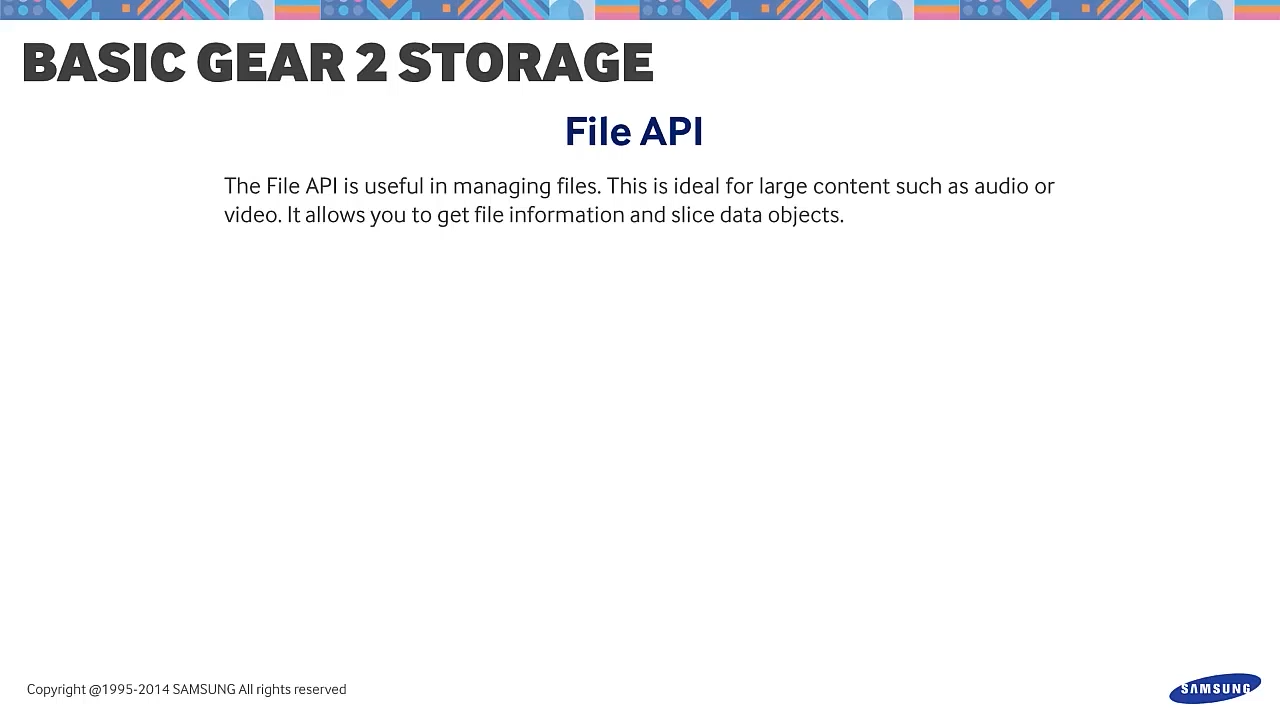 BASIC GEAR 2 STORAGE
File API
The File API is useful in managing files. This is ideal for large content such as audio or
video. It allows you to get file information and slice data objects.
Copyright @1995-2014 SAMSUNG All rights reserved
SAMSUNG